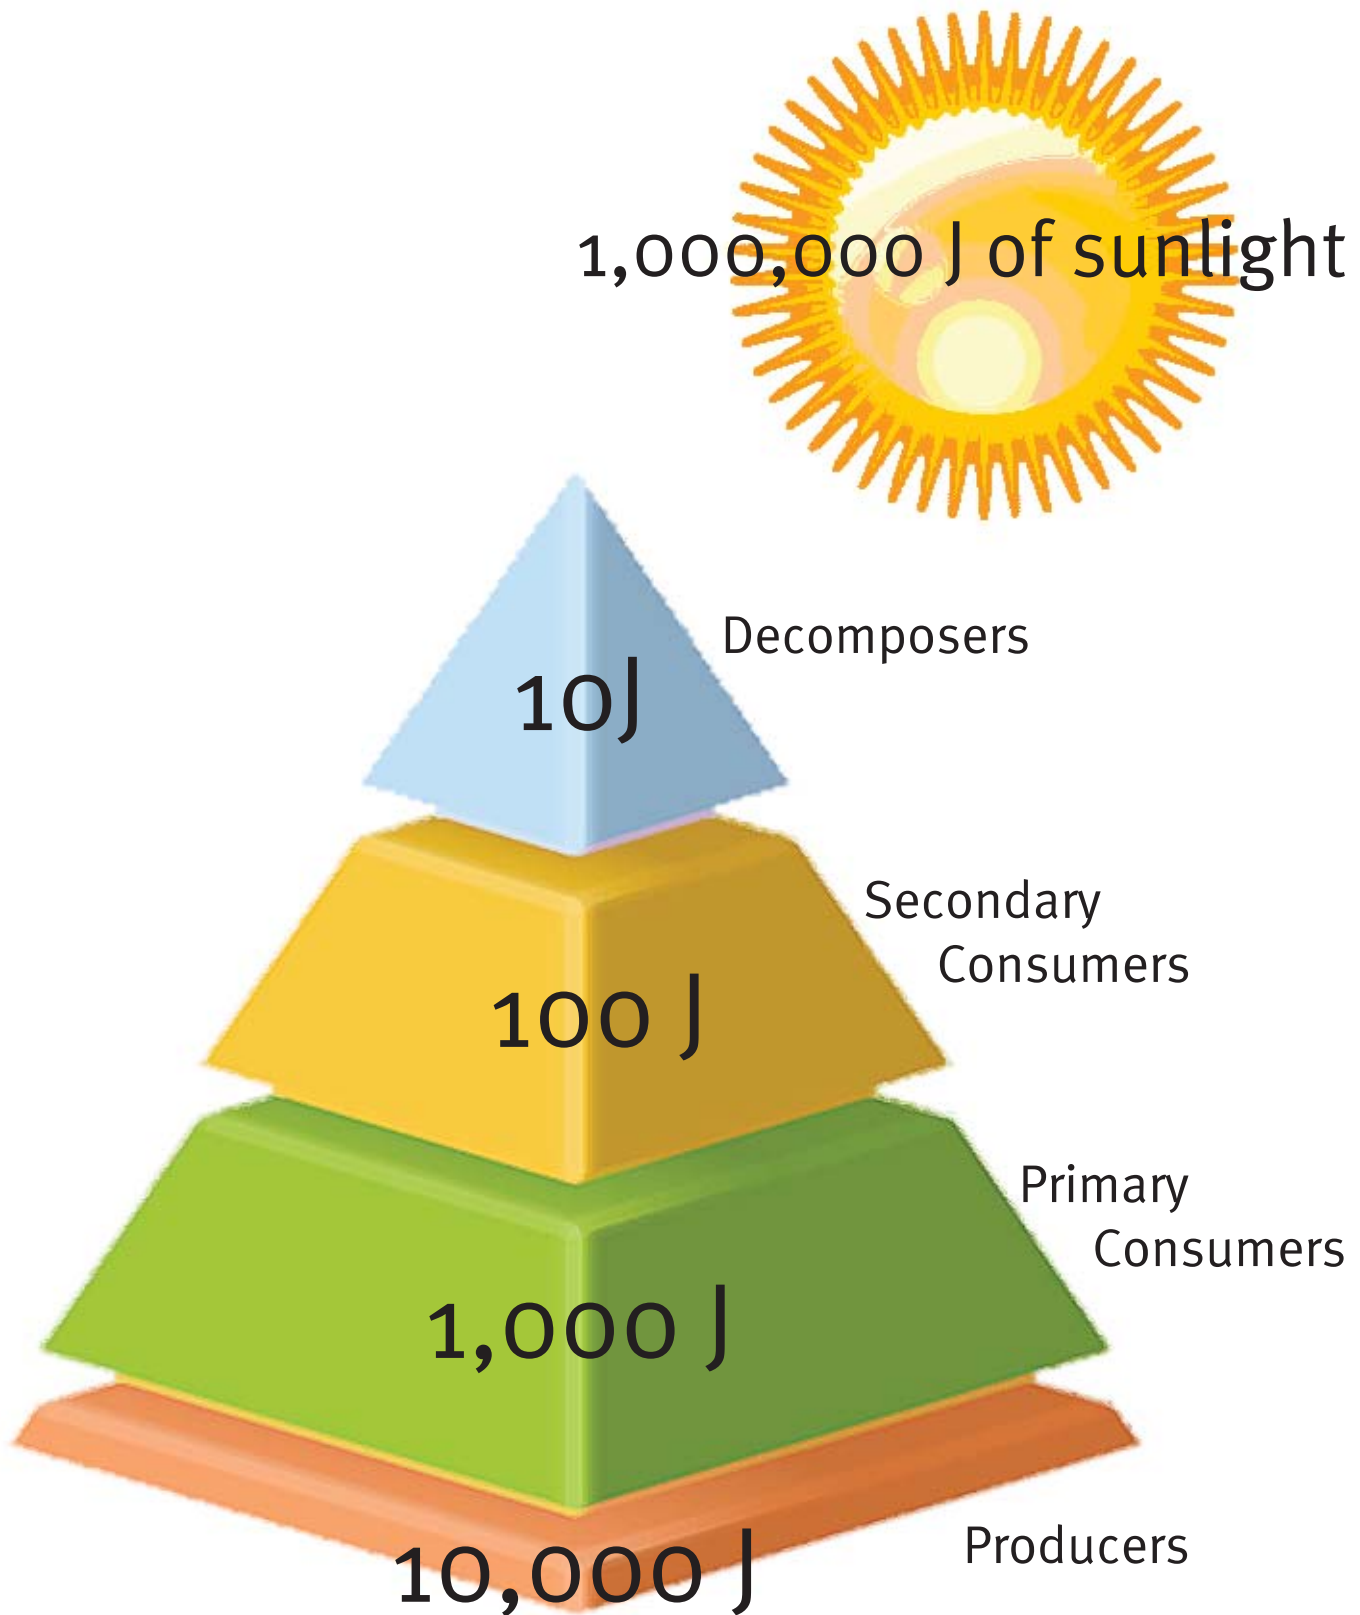 1,000,000 J of sunlight
Decomposers
10J
Secondary
Consumers
100 J
Primary
Consumers
1,000 J
Producers
10,000 J